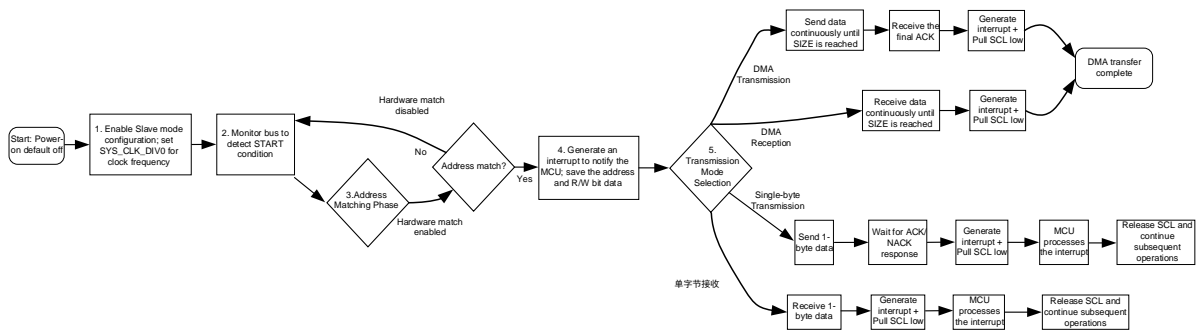 Start: Power-
on default off
1. Enable Slave mode
configuration; set
SYS_CLK_DIV0 for
clock frequency
2. Monitor bus to
detect START
condition
Hardware match
disabled
No
3.Address
Matching Phase
Hardware match
enabled
Address match?
Yes
4. Generate an
interrupt to notify the
MCU; save the address
and R/W bit data
5.
Transmission
Mode
Selection
DMA
Transmission
Send data
continuously until
SIZE is reached
Receive the
final ACK
Generate
interrupt +
Pull SCL low
DMA transfer
complete
DMA
Reception
Receive data
continuously until
SIZE is reached
Generate
interrupt +
Pull SCL low
Single-byte
Transmission
Send 1-
byte data
Wait for ACK/
NACK
response
Generate
interrupt +
Pull SCL low
MCU
processes
the interrupt
Release SCL and
continue
subsequent
operations
单字节接收
Receive 1-
byte data
Generate
interrupt +
Pull SCL low
MCU
processes
the interrupt
Release SCL and
continue subsequent
operations